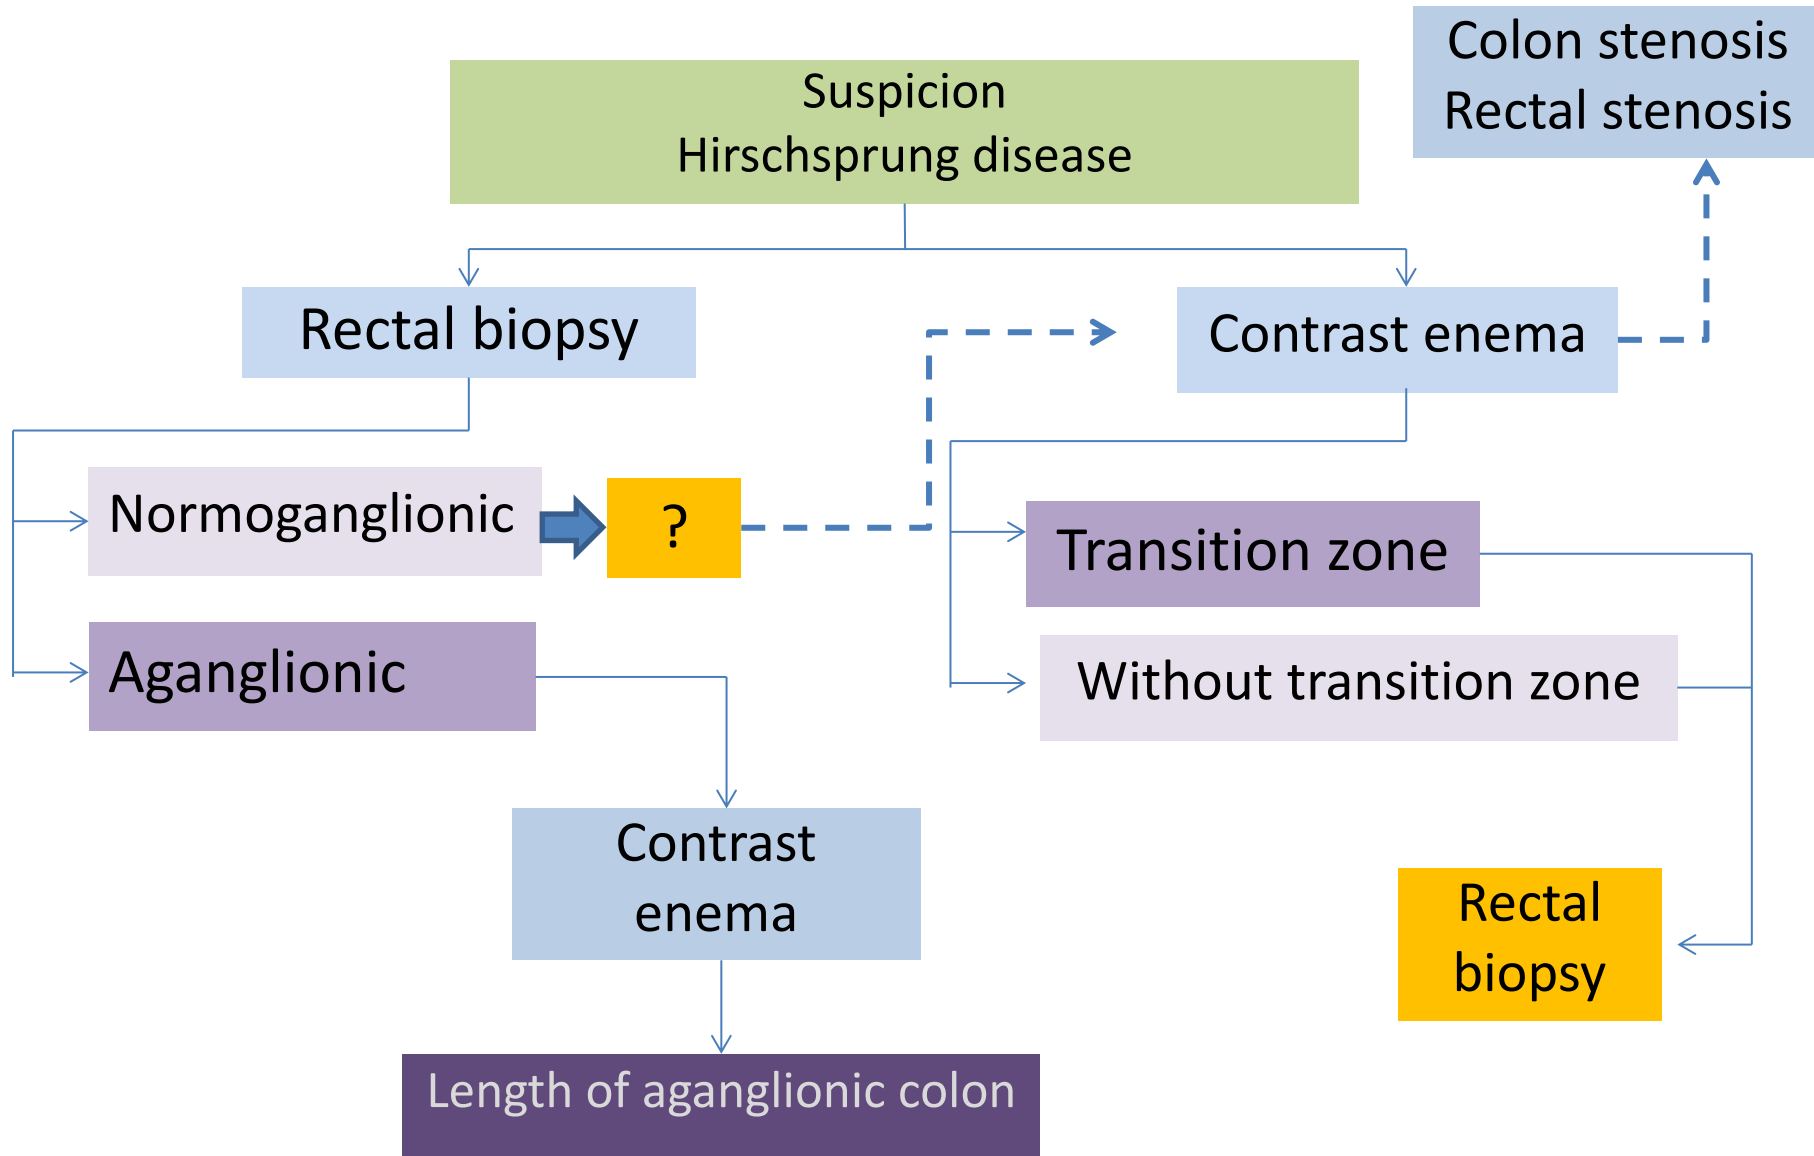 Colon stenosis
Rectal stenosis
Suspicion
Hirschsprung disease
Rectal biopsy
Contrast enema
Normoganglionic
?
Transition zone
Aganglionic
Without transition zone
Contrast
enema
Rectal
biopsy
Length of aganglionic colon